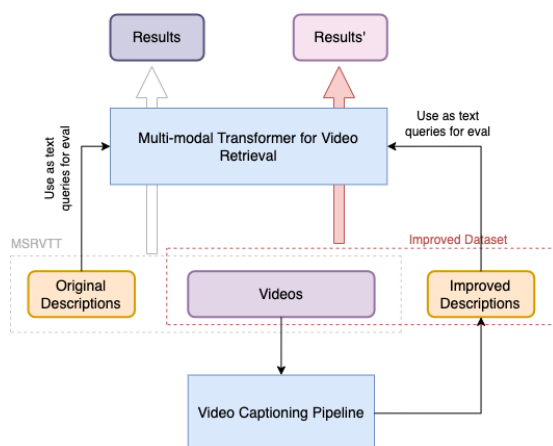 Results
Results'
Use as text
queries for eval
Use as text
queries for eval
Multi-modal Transformer for Video
Retrieval
MSRVTT
Improved Dataset
Original
Descriptions
Videos
Improved
Descriptions
Video Captioning Pipeline